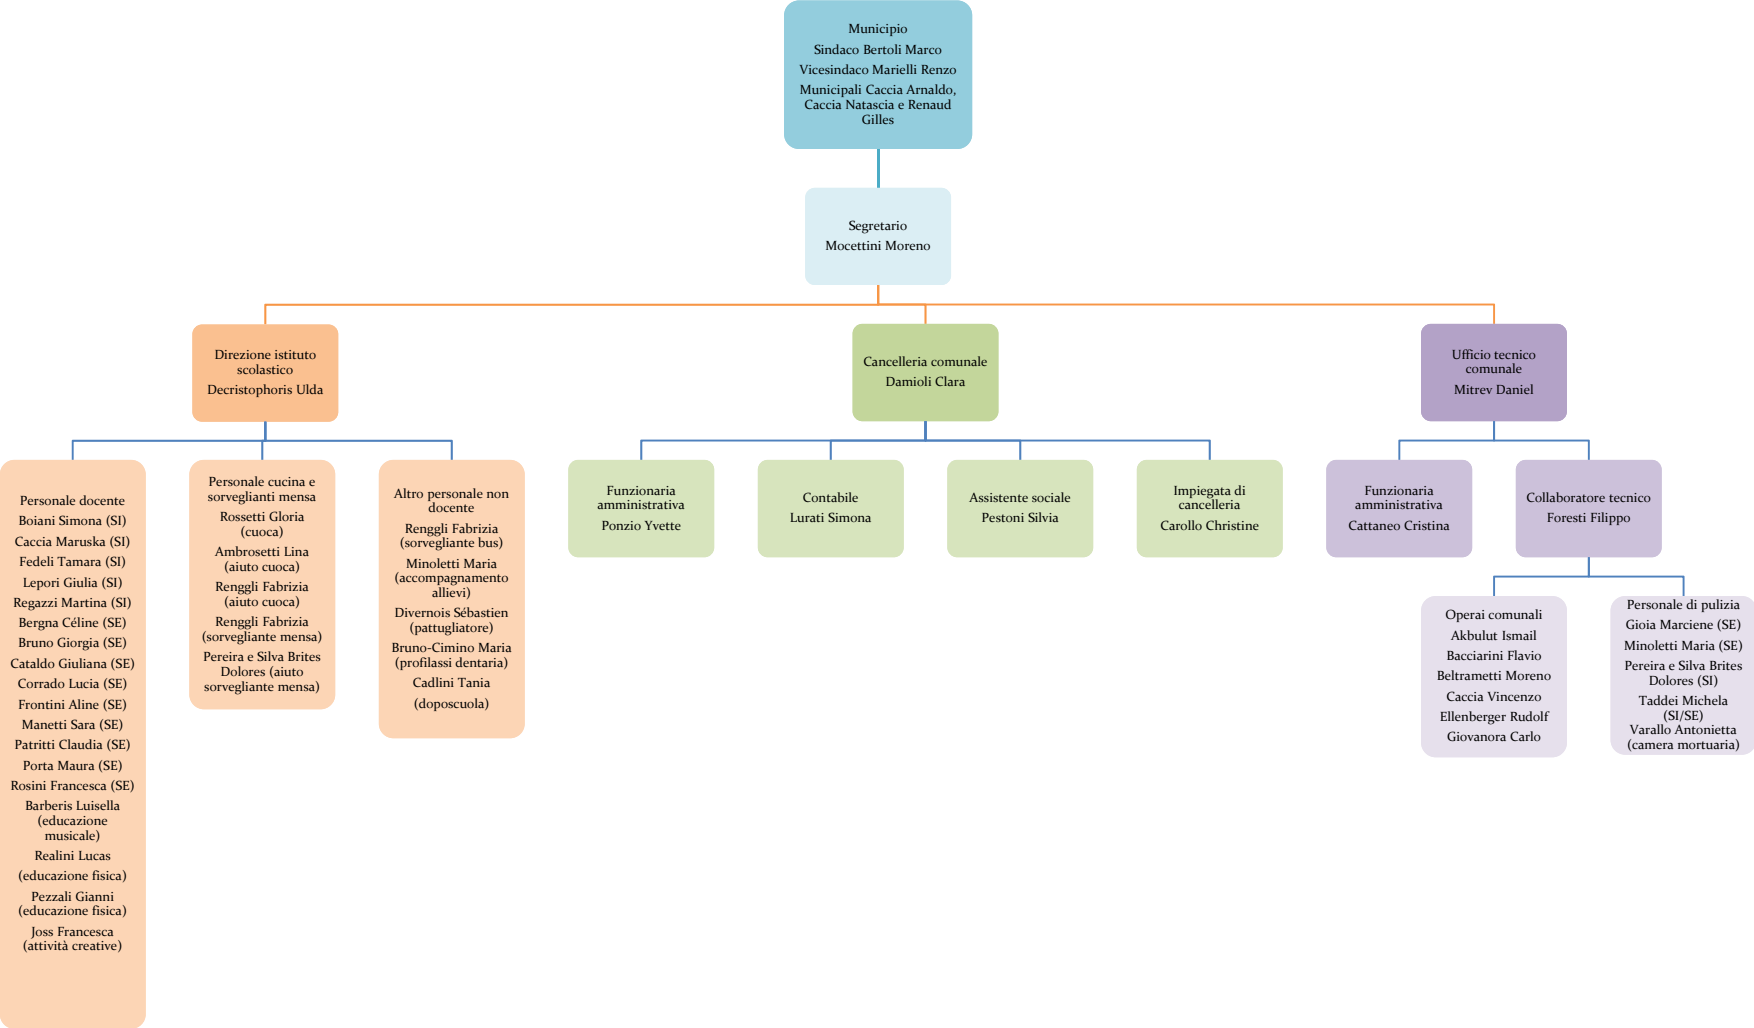 Municipio
Sindaco Bertoli Marco
Vicesindaco Marielli Renzo
Municipali Caccia Arnaldo,
Caccia Natascia e Renaud
Gilles
Segretario
Mocettini Moreno
Direzione istituto
scolastico
Decristophoris Ulda
Cancelleria comunale
Damioli Clara
Ufficio tecnico
comunale
Mitrev Daniel
Personale docente
Boiani Simona (SI)
Caccia Maruska (SI)
Fedeli Tamara (SI)
Lepori Giulia (SI)
Regazzi Martina (SI)
Bergna Céline (SE)
Bruno Giorgia (SE)
Cataldo Giuliana (SE)
Corrado Lucia (SE)
Frontini Aline (SE)
Manetti Sara (SE)
Patritti Claudia (SE)
Porta Maura (SE)
Rosini Francesca (SE)
Barberis Luisella
(educazione
musicale)
Realini Lucas
(educazione fisica)
Pezzali Gianni
(educazione fisica)
Joss Francesca
(attività creative)
Personale cucina e
sorveglianti mensa
Rossetti Gloria
(cuoca)
Ambrosetti Lina
(aiuto cuoca)
Renggli Fabrizia
(aiuto cuoca)
Renggli Fabrizia
(sorvegliante mensa)
Pereira e Silva Brites
Dolores (aiuto
sorvegliante mensa)
Altro personale non
docente
Renggli Fabrizia
(sorvegliante bus)
Minoletti Maria
(accompagnamento
allievi)
Divernois Sébastien
(pattugliatore)
Bruno-Cimino Maria
(profilassi dentaria)
Cadlini Tania
(doposcuola)
Funzionaria
amministrativa
Ponzio Yvette
Contabile
Lurati Simona
Assistente sociale
Pestoni Silvia
Impiegata di
cancelleria
Carollo Christine
Funzionaria
amministrativa
Cattaneo Cristina
Collaboratore tecnico
Foresti Filippo
Operai comunali
Akbulut Ismail
Bacciarini Flavio
Beltrametti Moreno
Caccia Vincenzo
Ellenberger Rudolf
Giovanora Carlo
Personale di pulizia
Gioia Marciene (SE)
Minoletti Maria (SE)
Pereira e Silva Brites
Dolores (SI)
Taddei Michela
(SI/SE)
Varallo Antonietta
(camera mortuaria)